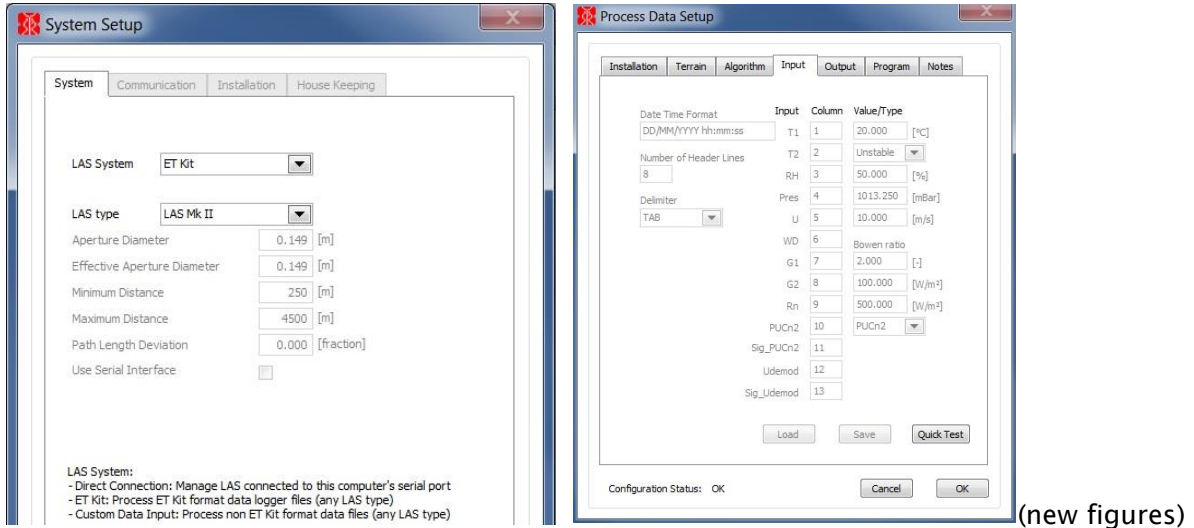 System Setup
System Communication Installation House Keeping
LAS System ET Kit
LAS type LAS Mk II
Aperture Diameter 0.149 [m]
Effective Aperture Diameter 0.149 [m]
Minimum Distance 250 [m]
Maximum Distance 4500 [m]
Path Length Deviation 0.000 [fraction]
Use Serial Interface
LAS System:
- Direct Connection: Manage LAS connected to this computer's serial port
- ET Kit: Process ET Kit format data logger files (any LAS type)
- Custom Data Input: Process non ET Kit format data files (any LAS type)
Process Data Setup
Installation Terrain Algorithm Input Output Program Notes
Date Time Format
DD/MM/YYYY hh:mm:ss
Number of Header Lines
8
Delimiter
TAB
Input Column Value/Type
T1 1 20.000 [°C]
T2 2 Unstable
RH 3 50.000 [%]
Pres 4 1013.250 [mBar]
U 5 10.000 [m/s]
WD 6 Bowen ratio
G1 7 2.000 [-]
G2 8 100.000 [W/m²]
Rn 9 500.000 [W/m²]
PUCn2 10 PUCn2
Sig_PUCn2 11
Udemod 12
Sig_Udemod 13
Load Save Quick Test
Configuration Status: OK Cancel OK
(new figures)